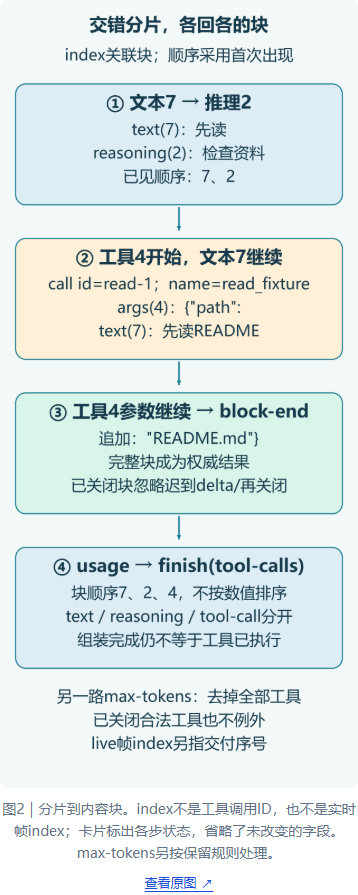 交错分片，各回各的块
index关联块；顺序采用首次出现
① 文本7 → 推理2
text(7)：先读
reasoning(2)：检查资料
已见顺序：7、2
② 工具4开始，文本7继续
call id=read-1；name=read_fixture
args(4)：{"path":
text(7)：先读README
③ 工具4参数继续 → block-end
追加："README.md"}
完整块成为权威结果
已关闭块忽略迟到delta/再关闭
④ usage → finish(tool-calls)
块顺序7、2、4，不按数值排序
text / reasoning / tool-call分开
组装完成仍不等于工具已执行
另一路max-tokens：去掉全部工具
已关闭合法工具也不例外
live帧index另指交付序号
图2 | 分片到内容块。index不是工具调用ID，也不是实时
帧index；卡片标出各步状态，省略了未改变的字段。
max-tokens另按保留规则处理。
查看原图 ↗